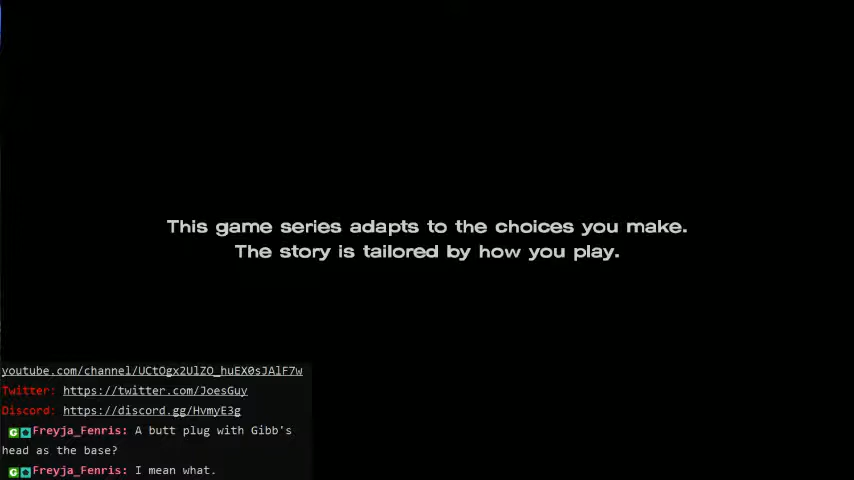 This game series adapts to the choices you make.
The story is tailored by how you play.
youtube.com/channel/UCtOgx2UlZO_huEX0sJAlF7w
Twitter: https://twitter.com/JoesGuy
Discord: https://discord.gg/HvmyE3g
Freyja_Fenris: A butt plug with Gibb's
head as the base?
Freyja_Fenris: I mean what.